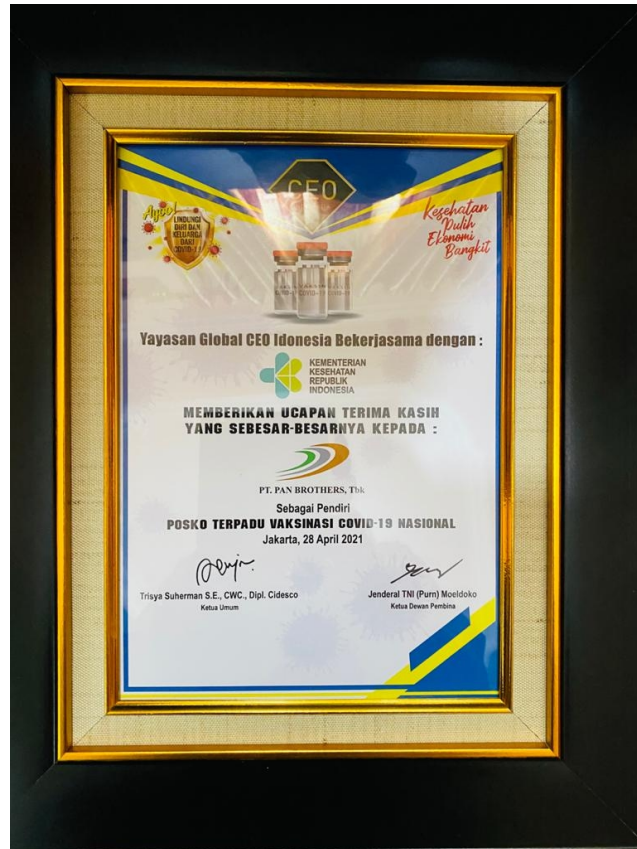 CEO
Ayoo!
LINDUNGI
DIRI DAN
KELUARGA
DARI
COVID-19
Kesehatan
Pulih
Ekonomi
Bangkit
COVID-19
Yayasan Global CEO Idonesia Bekerjasama dengan :
KEMENTERIAN
KESEHATAN
REPUBLIK
INDONESIA
MEMBERIKAN UCAPAN TERIMA KASIH
YANG SEBESAR-BESARNYA KEPADA :
PT. PAN BROTHERS, Tbk
Sebagai Pendiri
POSKO TERPADU VAKSINASI COVID-19 NASIONAL
Jakarta, 28 April 2021
Trisya Suherman S.E., CWC., Dipl. Cidesco
Ketua Umum
Jenderal TNI (Purn) Moeldoko
Ketua Dewan Pembina